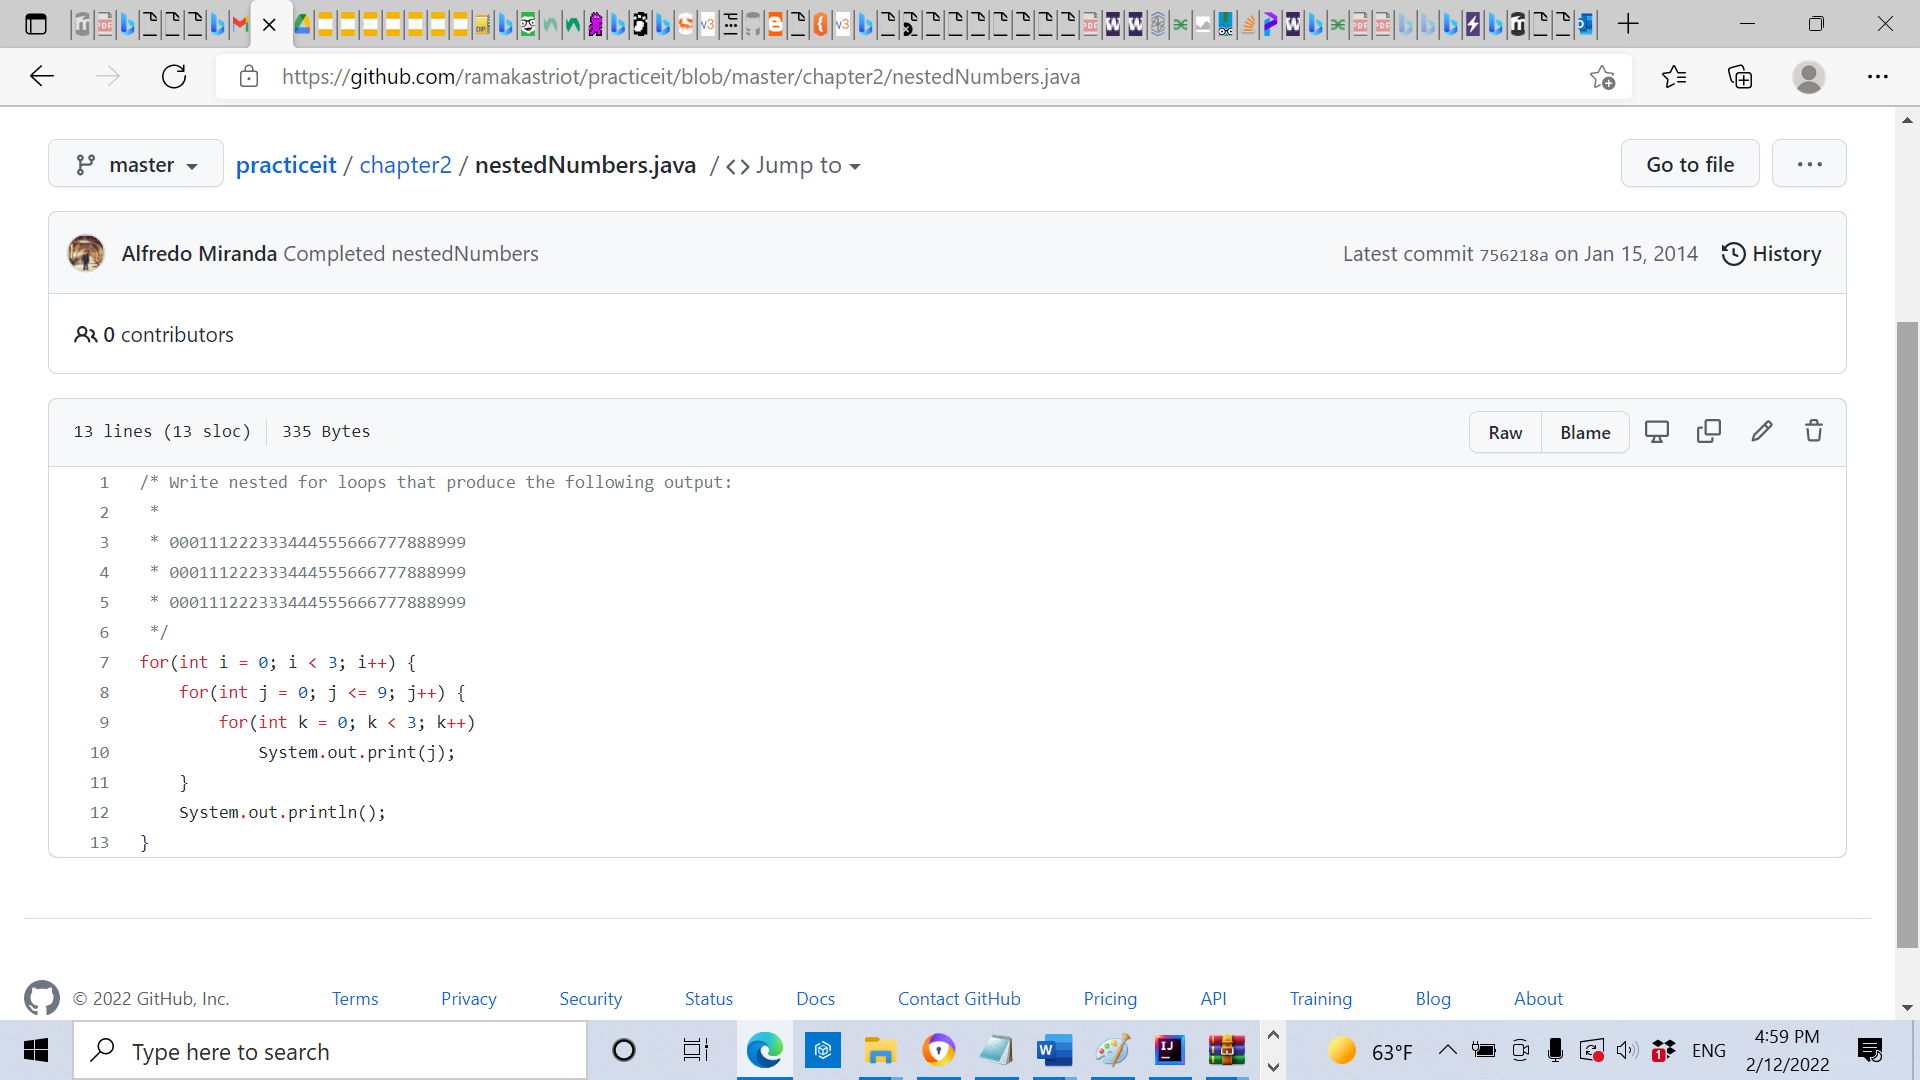 https://github.com/ramakastriot/practiceit/blob/master/chapter2/nestedNumbers.java
master practiceit / chapter2 / nestedNumbers.java / <> Jump to
Go to file
Alfredo Miranda Completed nestedNumbers
Latest commit 756218a on Jan 15, 2014 History
0 contributors
13 lines (13 sloc) 335 Bytes
Raw Blame
1 /* Write nested for loops that produce the following output:
2 *
3 * 000111222333444555666777888999
4 * 000111222333444555666777888999
5 * 000111222333444555666777888999
6 */
7 for(int i = 0; i < 3; i++) {
8 for(int j = 0; j <= 9; j++) {
9 for(int k = 0; k < 3; k++)
10 System.out.print(j);
11 }
12 System.out.println();
13 }
© 2022 GitHub, Inc. Terms Privacy Security Status Docs Contact GitHub Pricing API Training Blog About
Type here to search
63°F
ENG
4:59 PM
2/12/2022